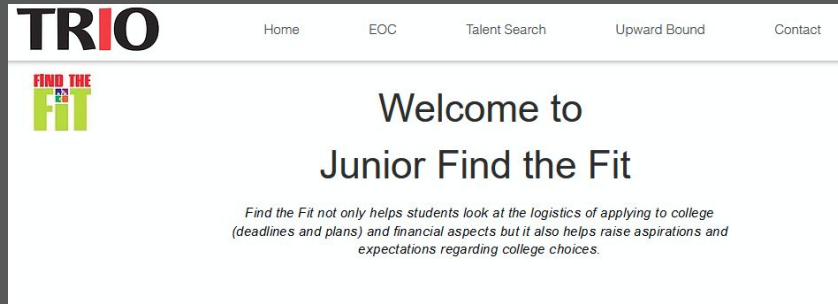 TRIO
Home EOC Talent Search Upward Bound Contact
FIND THE
FiT
Welcome to
Junior Find the Fit
Find the Fit not only helps students look at the logistics of applying to college
(deadlines and plans) and financial aspects but it also helps raise aspirations and
expectations regarding college choices.